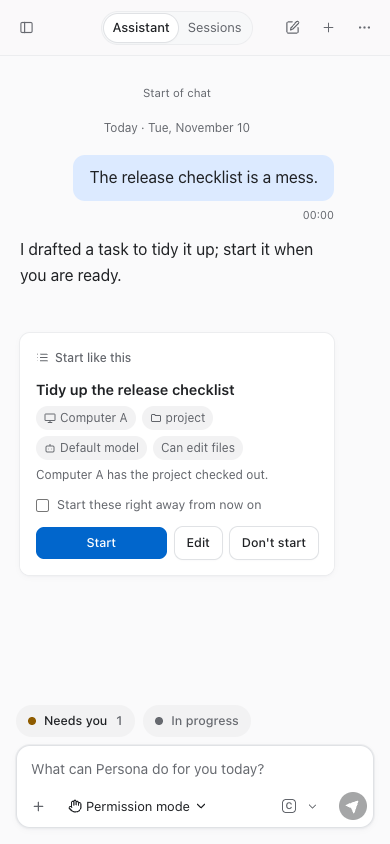 Assistant
Sessions
Start of chat
Today · Tue, November 10
The release checklist is a mess.
00:00
I drafted a task to tidy it up; start it when
you are ready.
Start like this
Tidy up the release checklist
Computer A
project
Default model
Can edit files
Computer A has the project checked out.
Start these right away from now on
Start
Edit
Don't start
Needs you 1
In progress
What can Persona do for you today?
Permission mode
C